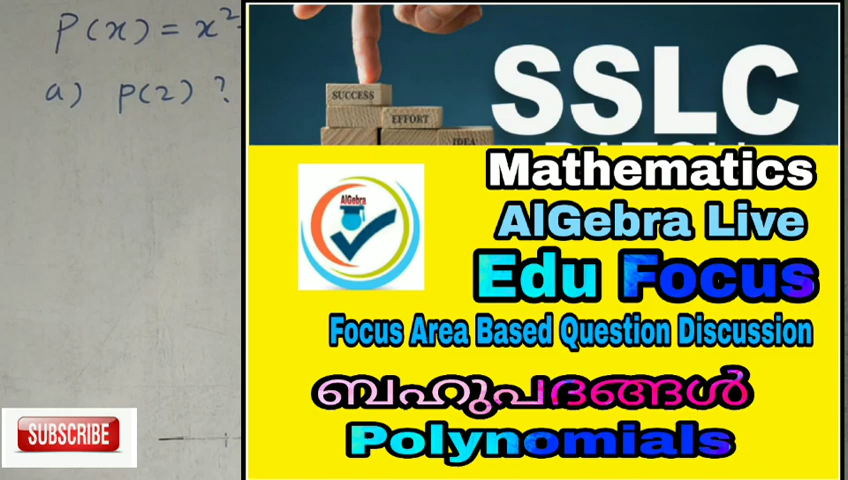 P(x) = x²
a) P(2) ?
SUCCESS
EFFORT
IDEA
SSLC
Mathematics
AlGebra
AlGebra Live
Edu Focus
Focus Area Based Question Discussion
ബഹുപദങ്ങൾ
Polynomials
SUBSCRIBE